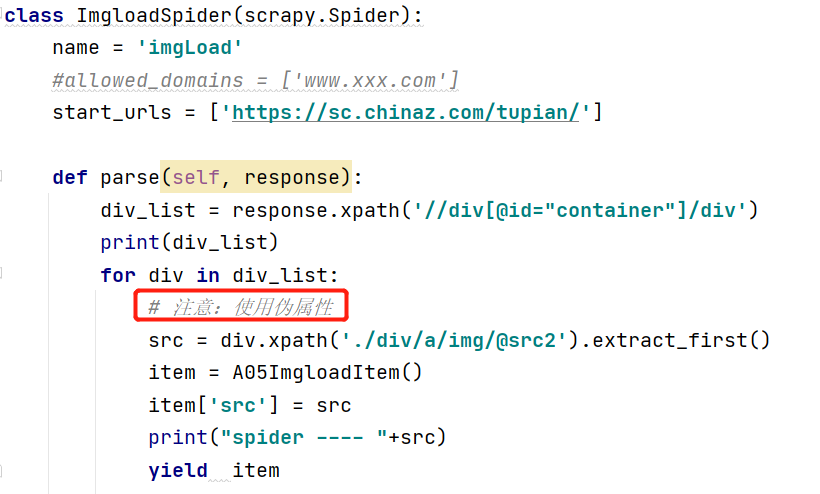 class ImgloadSpider(scrapy.Spider):
    name = 'imgLoad'
    #allowed_domains = ['www.xxx.com']
    start_urls = ['https://sc.chinaz.com/tupian/']

    def parse(self, response):
        div_list = response.xpath('//div[@id="container"]/div')
        print(div_list)
        for div in div_list:
            # 注意：使用伪属性
            src = div.xpath('./div/a/img/@src2').extract_first()
            item = A05ImgloadItem()
            item['src'] = src
            print("spider ---- "+src)
            yield  item